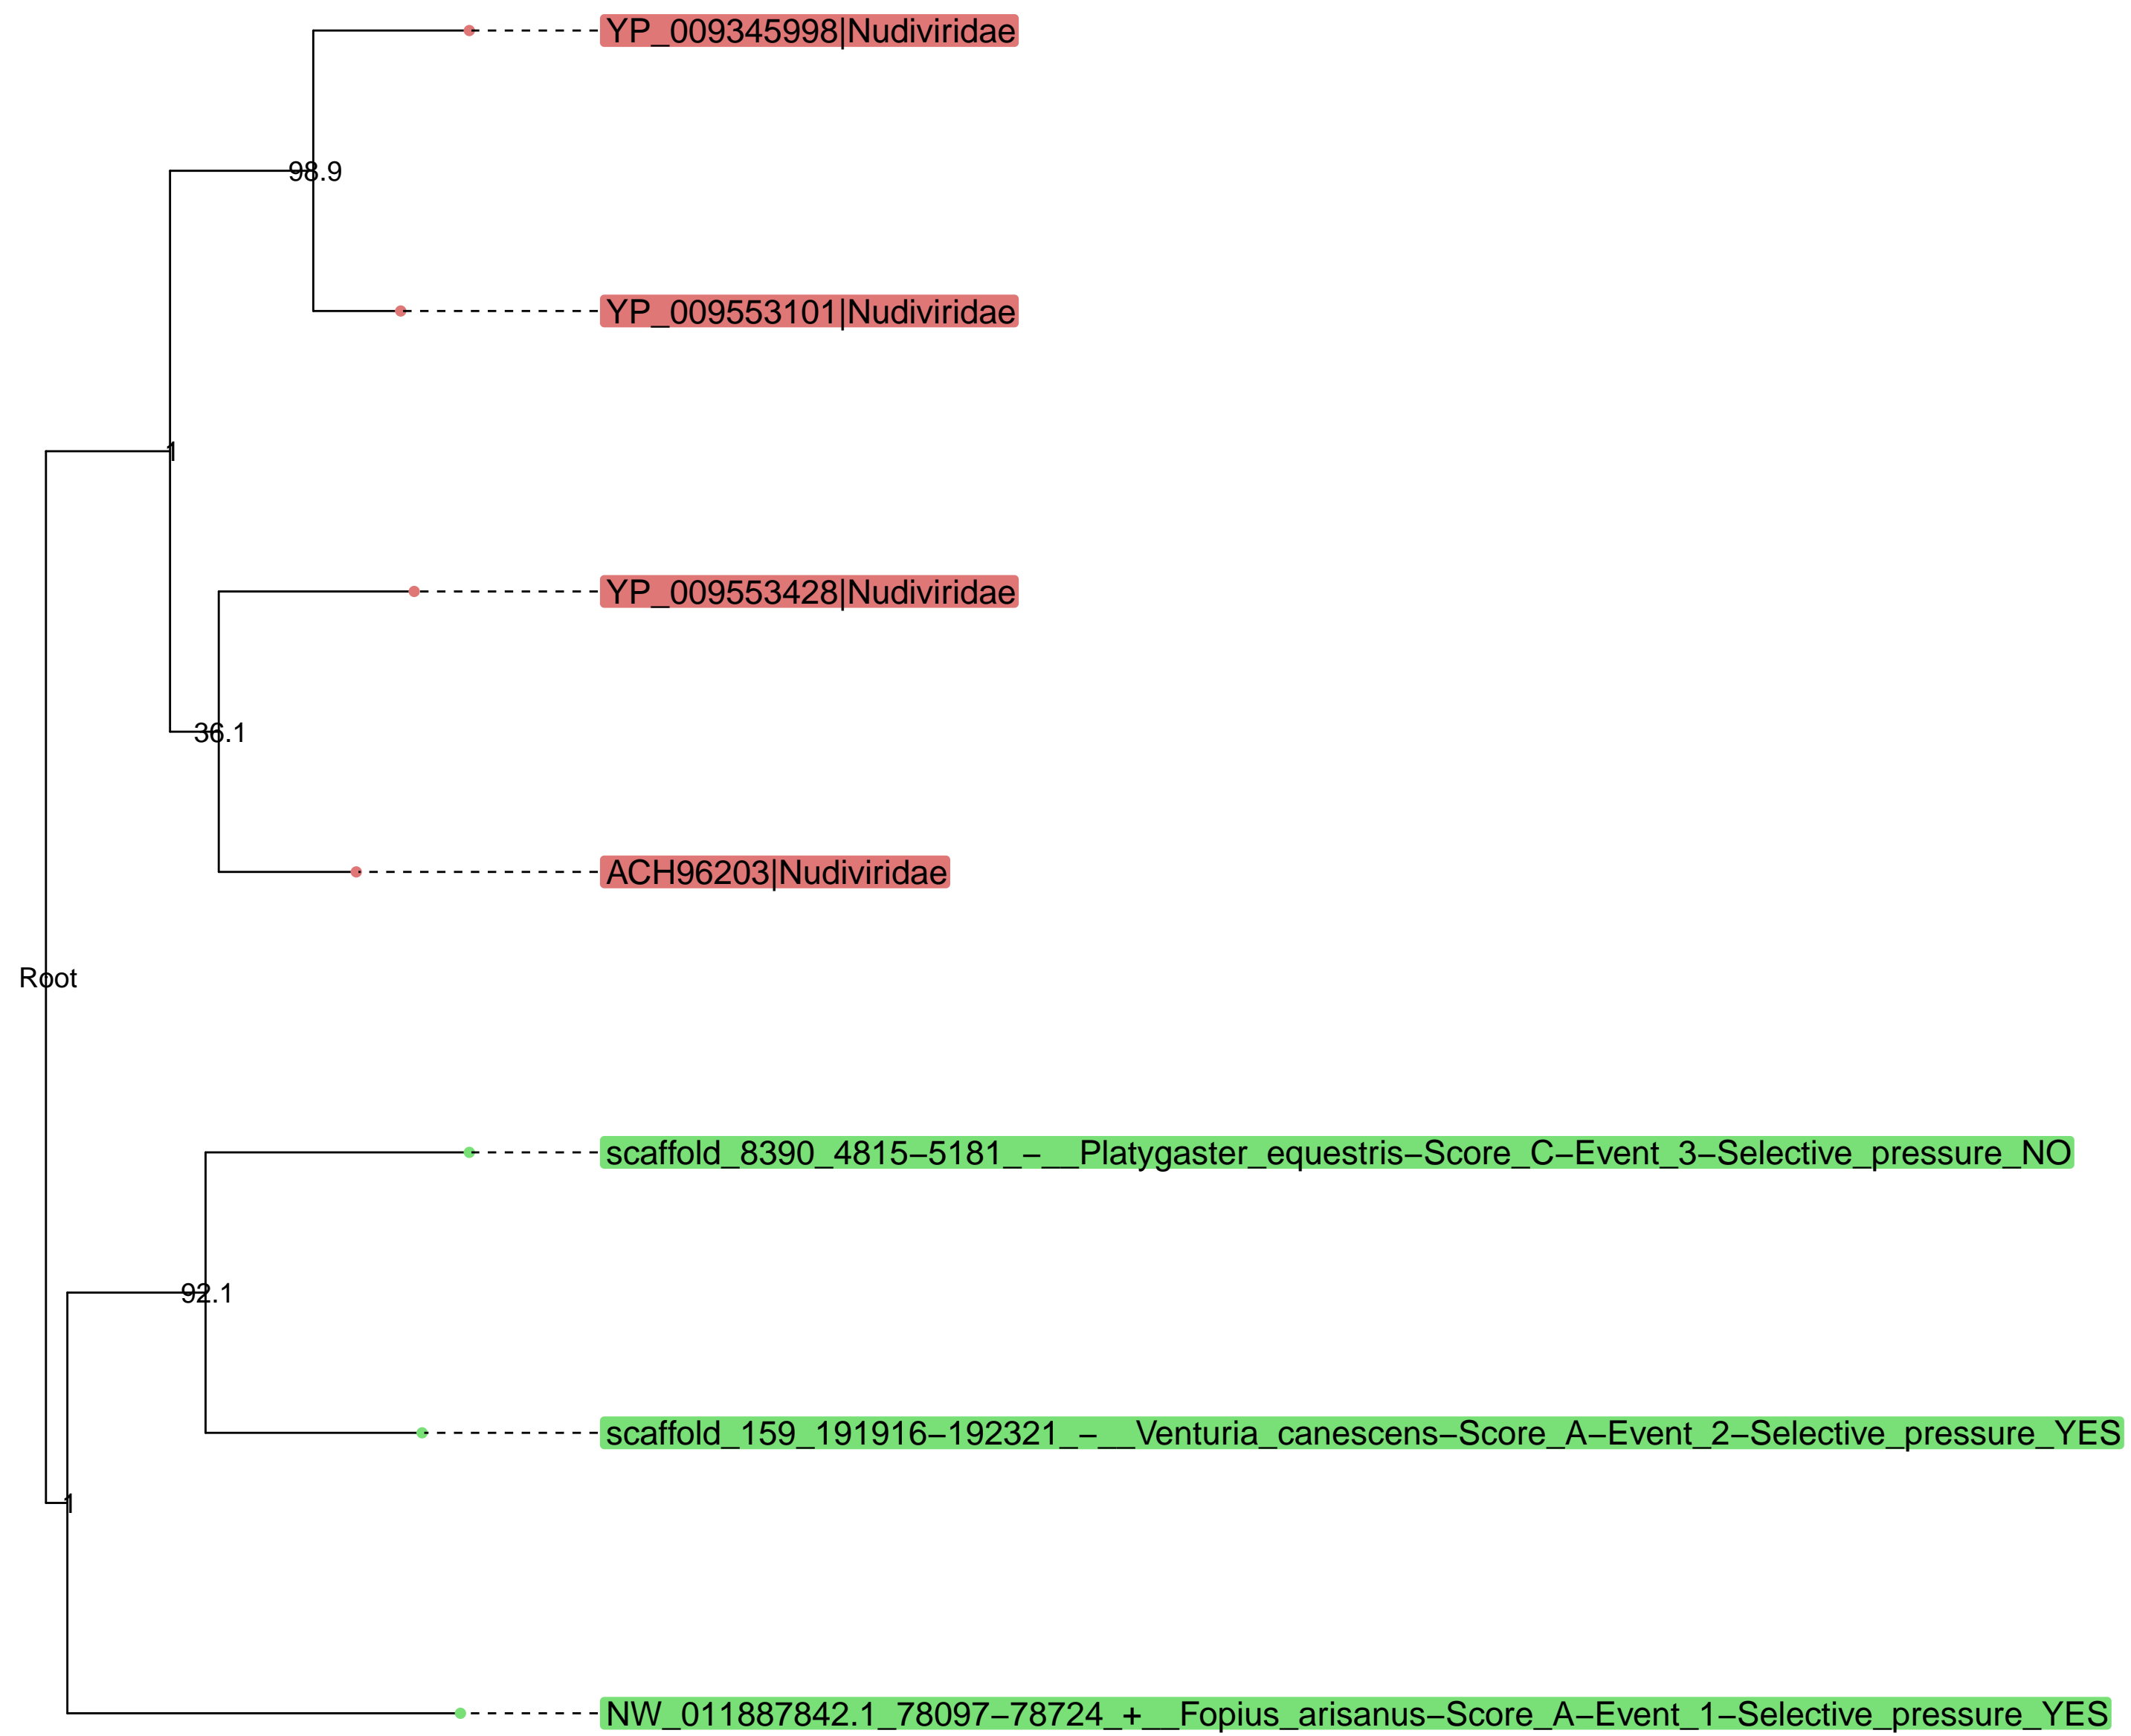 YP_009345998|Nudiviridae
98.9
YP_009553101|Nudiviridae
1
YP_009553428|Nudiviridae
36.1
ACH96203|Nudiviridae
Root
scaffold_8390_4815−5181_−__Platygaster_equestris−Score_C−Event_3−Selective_pressure_NO
92.1
scaffold_159_191916−192321_−__Venturia_canescens−Score_A−Event_2−Selective_pressure_YES
1
NW_011887842.1_78097−78724_+__Fopius_arisanus−Score_A−Event_1−Selective_pressure_YES